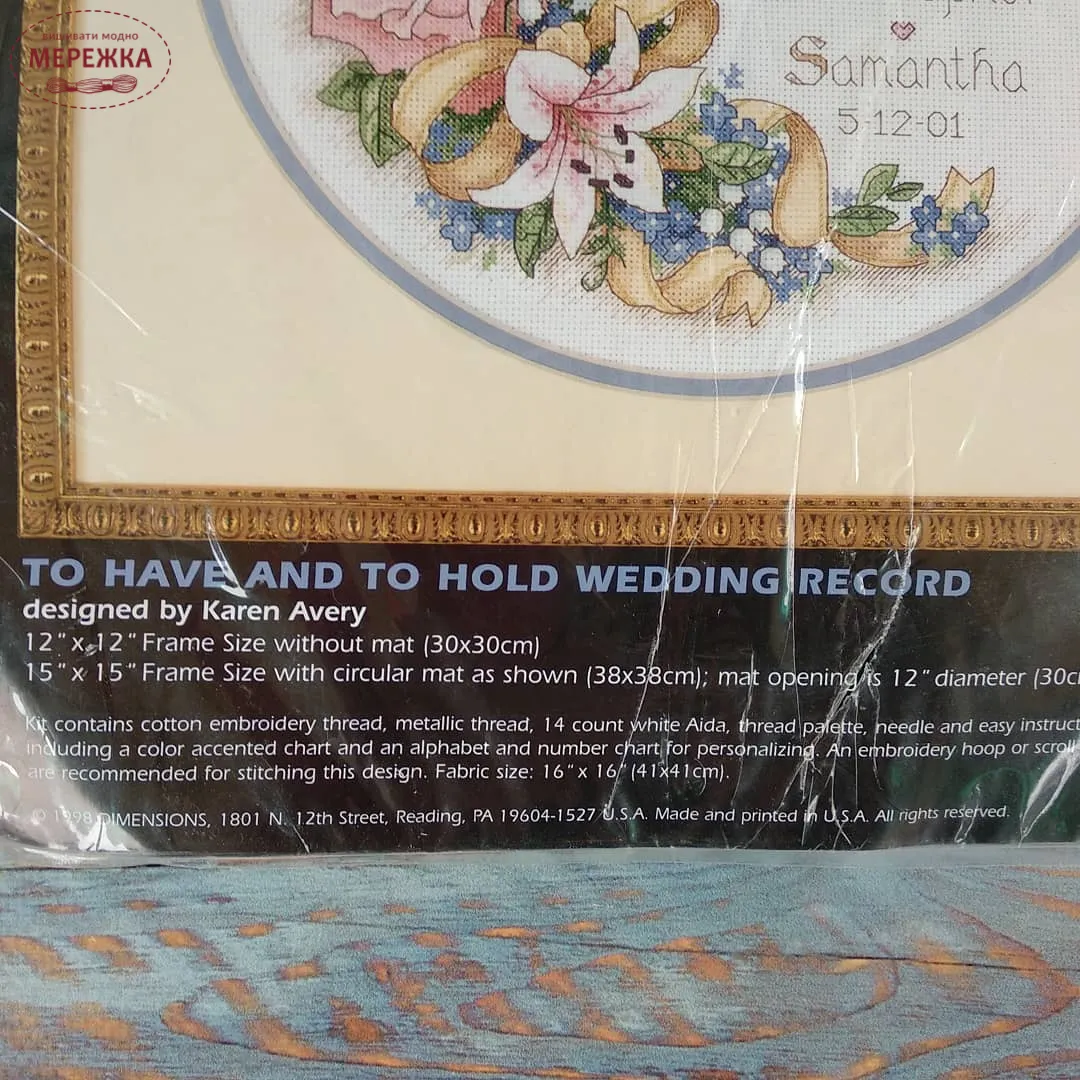 вишивати модно
МЕРЕЖКА
Samantha
5-12-01
TO HAVE AND TO HOLD WEDDING RECORD
designed by Karen Avery
12" x 12" Frame Size without mat (30x30cm)
15" x 15" Frame Size with circular mat as shown (38x38cm); mat opening is 12" diameter (30c
Kit contains cotton embroidery thread, metallic thread, 14 count white Aida, thread palette, needle and easy instruct
including a color accented chart and an alphabet and number chart for personalizing. An embroidery hoop or scroll
are recommended for stitching this design. Fabric size: 16" x 16" (41x41cm).
© 1998 DIMENSIONS, 1801 N. 12th Street, Reading, PA 19604-1527 U.S.A. Made and printed in U.S.A. All rights reserved.